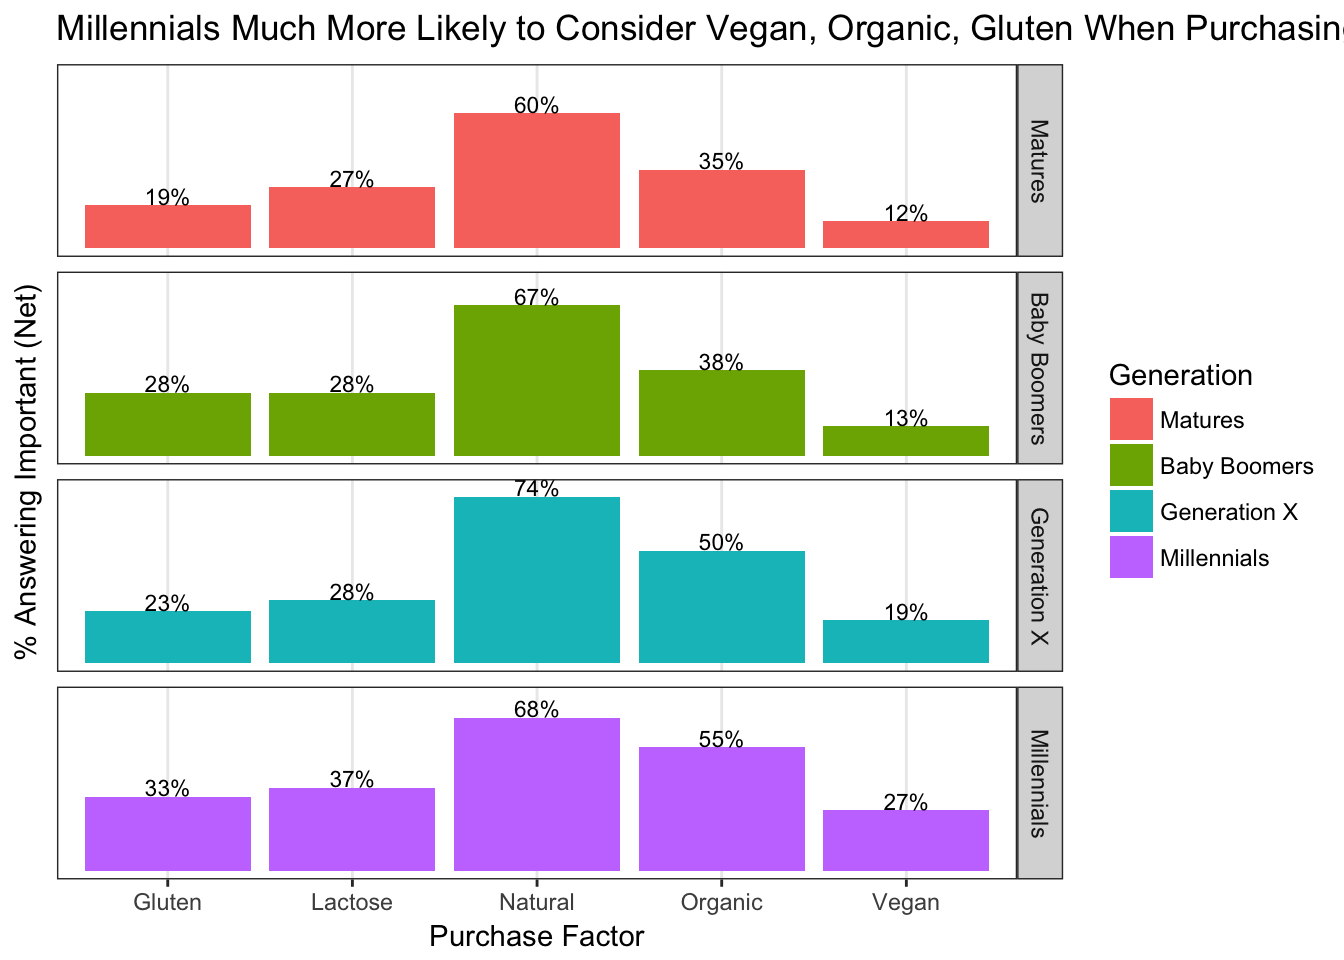 Millennials Much More Likely to Consider Vegan, Organic, Gluten When Purchasing
60%
35%
27%
19%
12%
Matures
67%
38%
28%
28%
13%
Baby Boomers
74%
50%
28%
23%
19%
Generation X
68%
55%
37%
33%
27%
Millennials
% Answering Important (Net)
Gluten Lactose Natural Organic Vegan
Purchase Factor
Generation
Matures
Baby Boomers
Generation X
Millennials